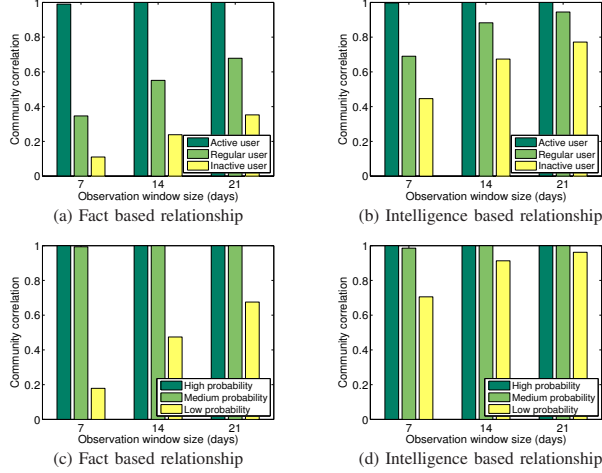 1
0.8
0.6
0.4
0.2
0
Community correlation
Active user
Regular user
Inactive user
7 14 21
Observation window size (days)
(a) Fact based relationship
1
0.8
0.6
0.4
0.2
0
Community correlation
Active user
Regular user
Inactive user
7 14 21
Observation window size (days)
(b) Intelligence based relationship
1
0.8
0.6
0.4
0.2
0
Community correlation
High probability
Medium probability
Low probability
7 14 21
Observation window size (days)
(c) Fact based relationship
1
0.8
0.6
0.4
0.2
0
Community correlation
High probability
Medium probability
Low probability
7 14 21
Observation window size (days)
(d) Intelligence based relationship